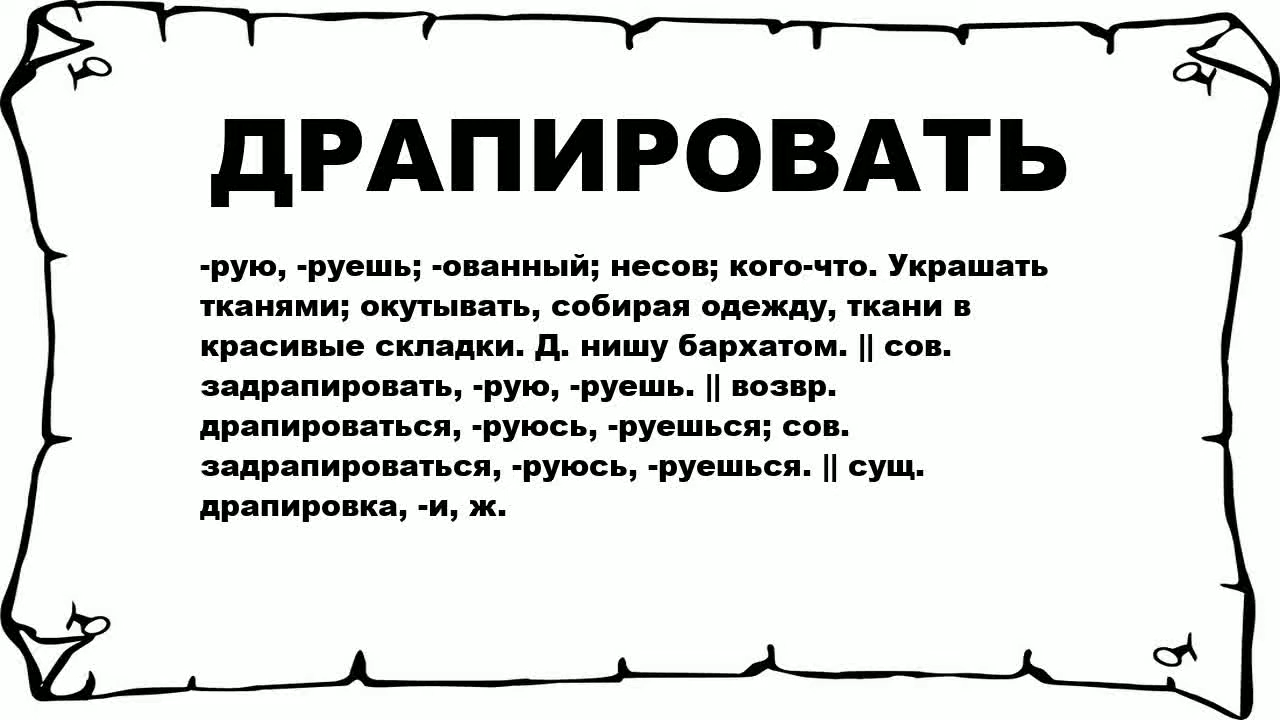 ДРАПИРОВАТЬ
-рую, -руешь; -ованный; несов; кого-что. Украшать
тканями; окутывать, собирая одежду, ткани в
красивые складки. Д. нишу бархатом. || сов.
задрапировать, -рую, -руешь. || возвр.
драпироваться, -руюсь, -руешься; сов.
задрапироваться, -руюсь, -руешься. || сущ.
драпировка, -и, ж.